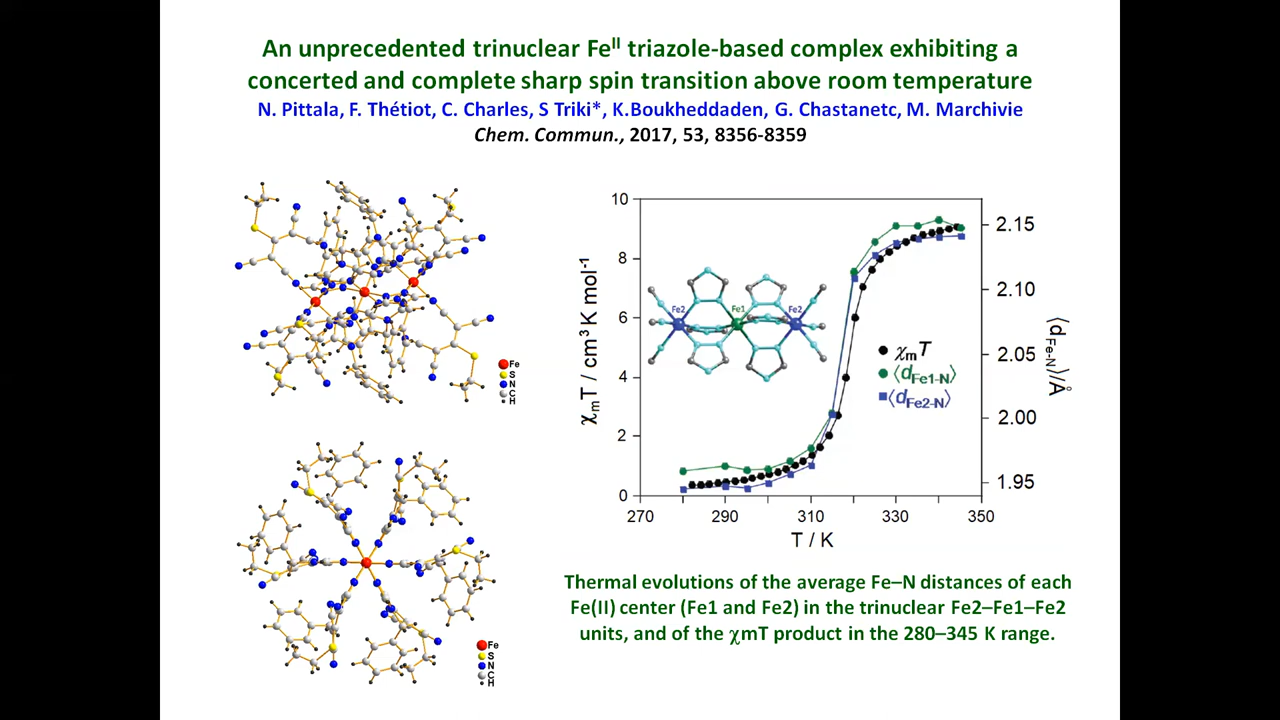 An unprecedented trinuclear Feᴵᴵ triazole-based complex exhibiting a
concerted and complete sharp spin transition above room temperature
N. Pittala, F. Thétiot, C. Charles, S Triki*, K.Boukheddaden, G. Chastanetc, M. Marchivie
Chem. Commun., 2017, 53, 8356-8359
Fe
S
N
C
H
Fe
S
N
C
H
10
8
6
4
2
0
χmT / cm³ K mol⁻¹
270
290
310
330
350
T / K
2.15
2.10
2.05
2.00
1.95
⟨dFe-N⟩/Å
Fe2
Fe1
Fe2
χmT
⟨dFe1-N⟩
⟨dFe2-N⟩
Thermal evolutions of the average Fe–N distances of each
Fe(II) center (Fe1 and Fe2) in the trinuclear Fe2–Fe1–Fe2
units, and of the χmT product in the 280–345 K range.